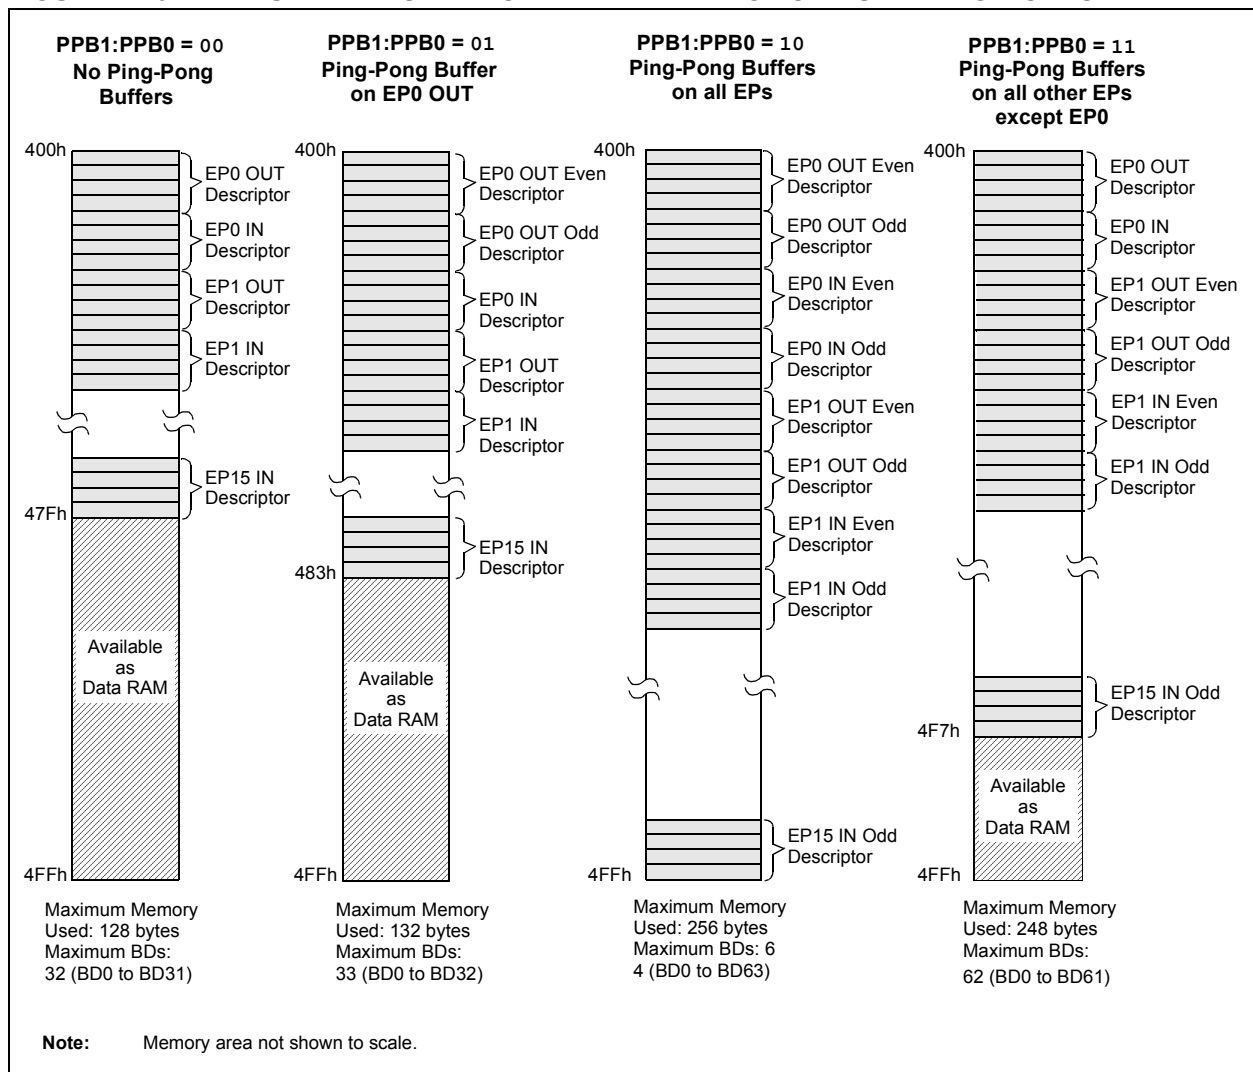 PPB1:PPB0 = 00
No Ping-Pong
Buffers
400h
EP0 OUT
Descriptor
EP0 IN
Descriptor
EP1 OUT
Descriptor
EP1 IN
Descriptor
EP15 IN
Descriptor
47Fh
Available
as
Data RAM
4FFh
Maximum Memory
Used: 128 bytes
Maximum BDs:
32 (BD0 to BD31)
PPB1:PPB0 = 01
Ping-Pong Buffer
on EP0 OUT
400h
EP0 OUT Even
Descriptor
EP0 OUT Odd
Descriptor
EP0 IN
Descriptor
EP1 OUT
Descriptor
EP1 IN
Descriptor
EP15 IN
Descriptor
483h
Available
as
Data RAM
4FFh
Maximum Memory
Used: 132 bytes
Maximum BDs:
33 (BD0 to BD32)
PPB1:PPB0 = 10
Ping-Pong Buffers
on all EPs
400h
EP0 OUT Even
Descriptor
EP0 OUT Odd
Descriptor
EP0 IN Even
Descriptor
EP0 IN Odd
Descriptor
EP1 OUT Even
Descriptor
EP1 OUT Odd
Descriptor
EP1 IN Even
Descriptor
EP1 IN Odd
Descriptor
EP15 IN Odd
Descriptor
4FFh
Maximum Memory
Used: 256 bytes
Maximum BDs: 6
4 (BD0 to BD63)
PPB1:PPB0 = 11
Ping-Pong Buffers
on all other EPs
except EP0
400h
EP0 OUT
Descriptor
EP0 IN
Descriptor
EP1 OUT Even
Descriptor
EP1 OUT Odd
Descriptor
EP1 IN Even
Descriptor
EP1 IN Odd
Descriptor
EP15 IN Odd
Descriptor
4F7h
Available
as
Data RAM
4FFh
Maximum Memory
Used: 248 bytes
Maximum BDs:
62 (BD0 to BD61)
Note: Memory area not shown to scale.